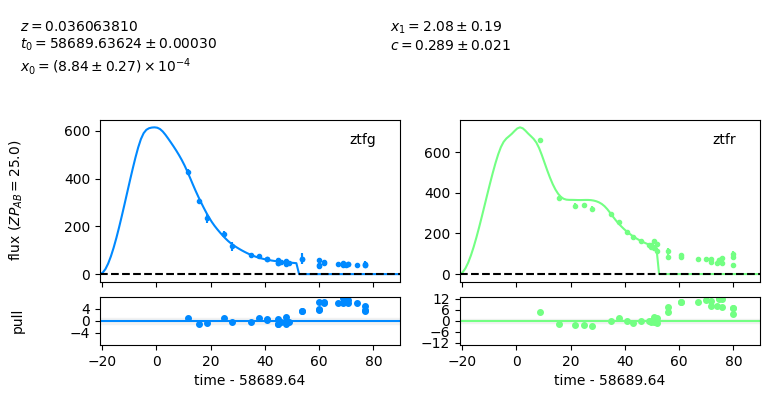 z = 0.036063810
t₀ = 58689.63624 ± 0.00030
x₀ = (8.84 ± 0.27) × 10⁻⁴
x₁ = 2.08 ± 0.19
c = 0.289 ± 0.021
flux (ZP_AB = 25.0)
600
400
200
0
ztfg
600
400
200
0
ztfr
pull
4
0
−4
12
6
0
−6
−12
−20 0 20 40 60 80
−20 0 20 40 60 80
time - 58689.64
time - 58689.64